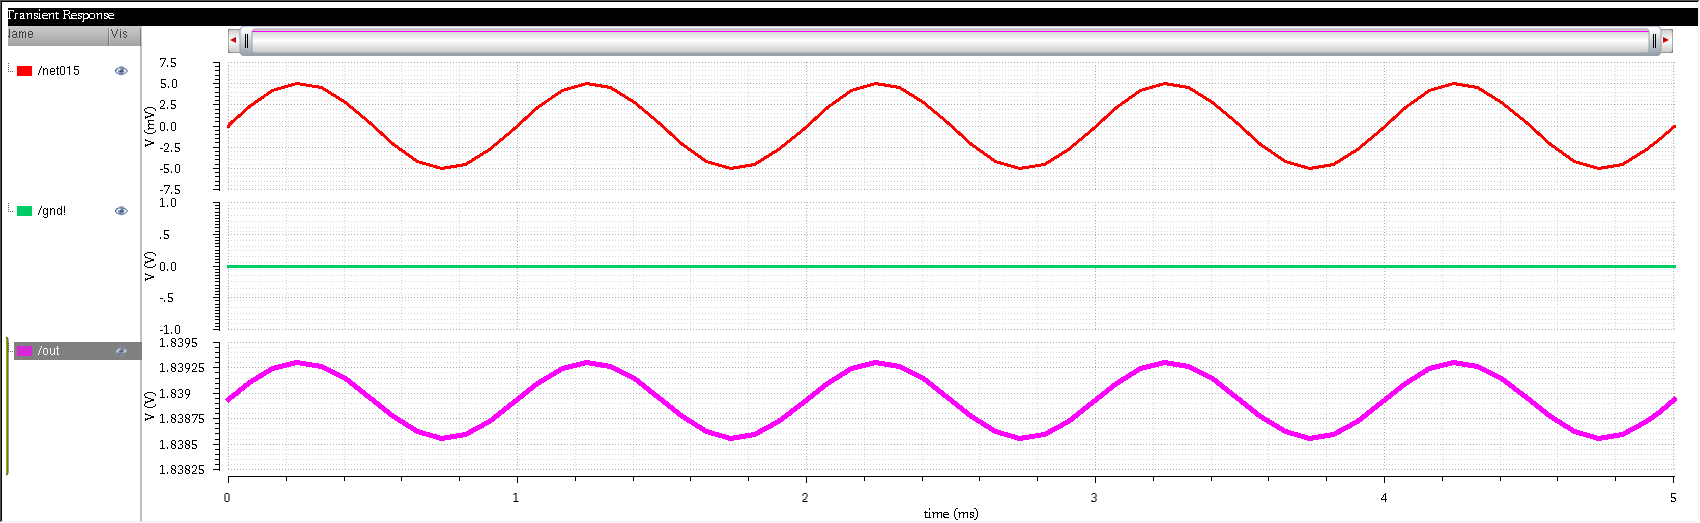 Transient Response
Name Vis
/net015
7.5
5.0
2.5
0.0
-2.5
-5.0
-7.5
V (mV)
/gnd!
1.0
.5
0.0
-.5
-1.0
V (V)
/out
1.8395
1.83925
1.839
1.83875
1.8385
1.83825
V (V)
0 1 2 3 4 5
time (ms)